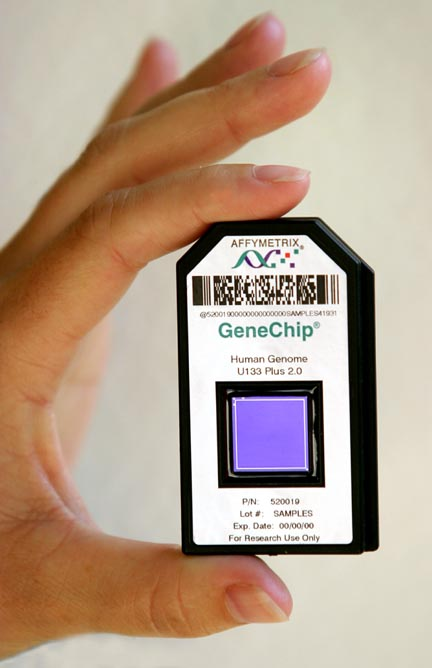 AFFYMETRIX®
@5200190000000000000000SAMPLES41931
GeneChip®
Human Genome
U133 Plus 2.0
P/N: 520019
Lot #: SAMPLES
Exp. Date: 00/00/00
For Research Use Only